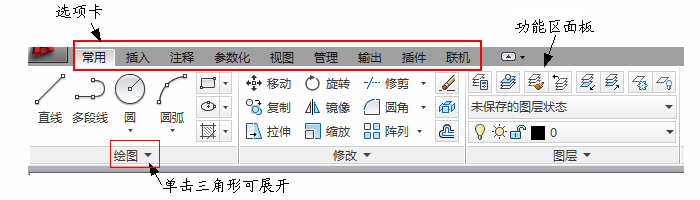 选项卡
功能区面板
常用 插入 注释 参数化 视图 管理 输出 插件 联机
直线 多段线 圆 圆弧
移动 旋转 修剪
复制 镜像 圆角
拉伸 缩放 阵列
未保存的图层状态
0
绘图 修改 图层
单击三角形可展开